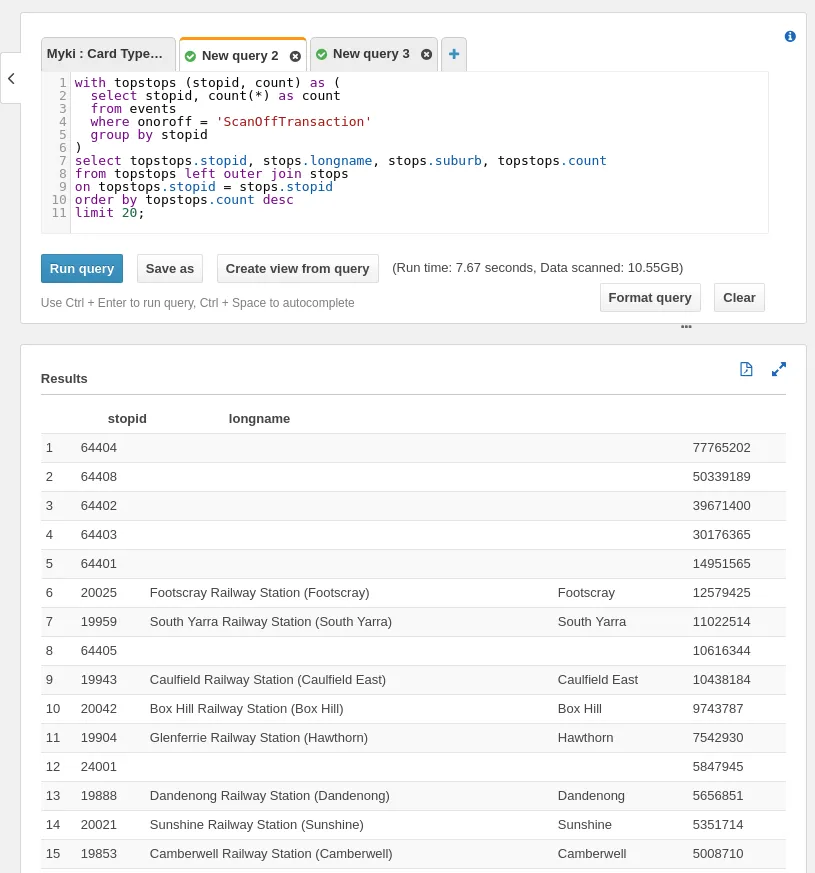 Myki : Card Type… New query 2 New query 3
1 with topstops (stopid, count) as (
2 select stopid, count(*) as count
3 from events
4 where onoroff = 'ScanOffTransaction'
5 group by stopid
6 )
7 select topstops.stopid, stops.longname, stops.suburb, topstops.count
8 from topstops left outer join stops
9 on topstops.stopid = stops.stopid
10 order by topstops.count desc
11 limit 20;
Run query Save as Create view from query (Run time: 7.67 seconds, Data scanned: 10.55GB)
Use Ctrl + Enter to run query, Ctrl + Space to autocomplete Format query Clear
Results
stopid longname
1 64404 77765202
2 64408 50339189
3 64402 39671400
4 64403 30176365
5 64401 14951565
6 20025 Footscray Railway Station (Footscray) Footscray 12579425
7 19959 South Yarra Railway Station (South Yarra) South Yarra 11022514
8 64405 10616344
9 19943 Caulfield Railway Station (Caulfield East) Caulfield East 10438184
10 20042 Box Hill Railway Station (Box Hill) Box Hill 9743787
11 19904 Glenferrie Railway Station (Hawthorn) Hawthorn 7542930
12 24001 5847945
13 19888 Dandenong Railway Station (Dandenong) Dandenong 5656851
14 20021 Sunshine Railway Station (Sunshine) Sunshine 5351714
15 19853 Camberwell Railway Station (Camberwell) Camberwell 5008710